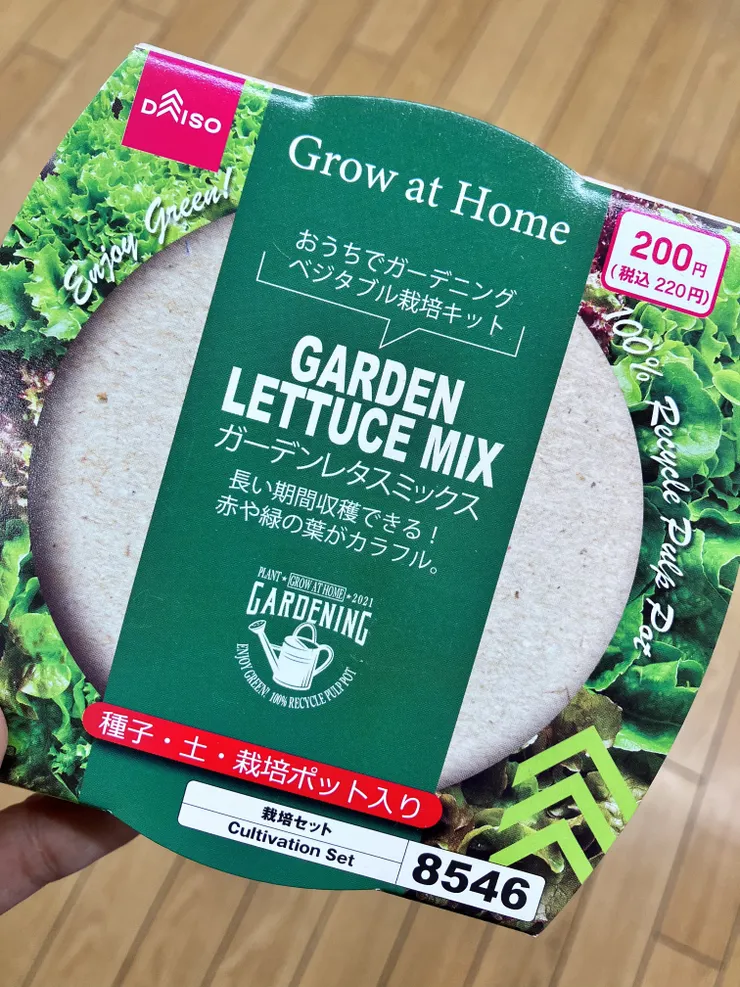 DAISO
Grow at Home
Enjoy Green!
200円
(税込220円)
おうちでガーデニング
ベジタブル栽培キット
GARDEN
LETTUCE MIX
ガーデンレタスミックス
長い期間収穫できる！
赤や緑の葉がカラフル。
100% Recycle Pulp Pot
PLANT ★ GROW AT HOME ★ 2021
GARDENING
ENJOY GREEN! 100% RECYCLE PULP POT
種子・土・栽培ポット入り
栽培セット
Cultivation Set
8546